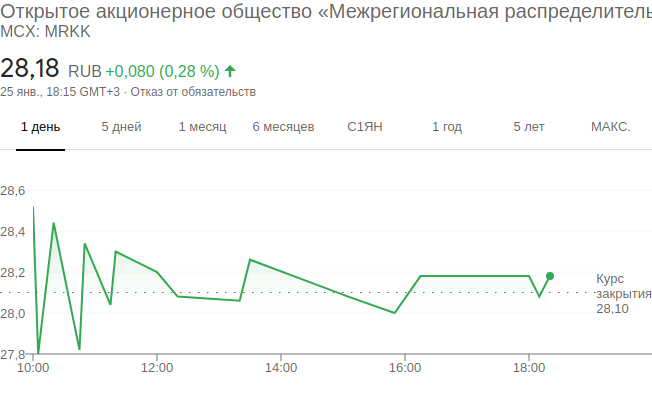 Открытое акционерное общество «Межрегиональная распределитель
MCX: MRKK
28,18 RUB +0,080 (0,28 %)
25 янв., 18:15 GMT+3 · Отказ от обязательств
1 день 5 дней 1 месяц 6 месяцев С1ЯН 1 год 5 лет МАКС.
28,6
28,4
28,2
28,0
27,8
Курс
закрытия
28,10
10:00 12:00 14:00 16:00 18:00